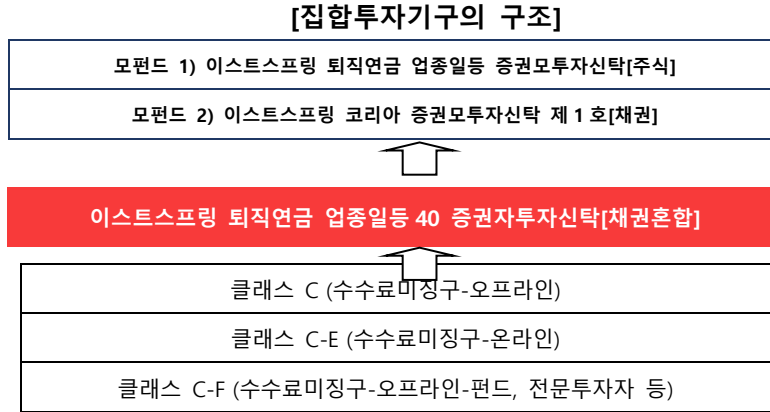 [집합투자기구의 구조]
모펀드 1) 이스트스프링 퇴직연금 업종일등 증권모투자신탁[주식]
모펀드 2) 이스트스프링 코리아 증권모투자신탁 제 1 호[채권]
이스트스프링 퇴직연금 업종일등 40 증권자투자신탁[채권혼합]
클래스 C (수수료미징구-오프라인)
클래스 C-E (수수료미징구-온라인)
클래스 C-F (수수료미징구-오프라인-펀드, 전문투자자 등)